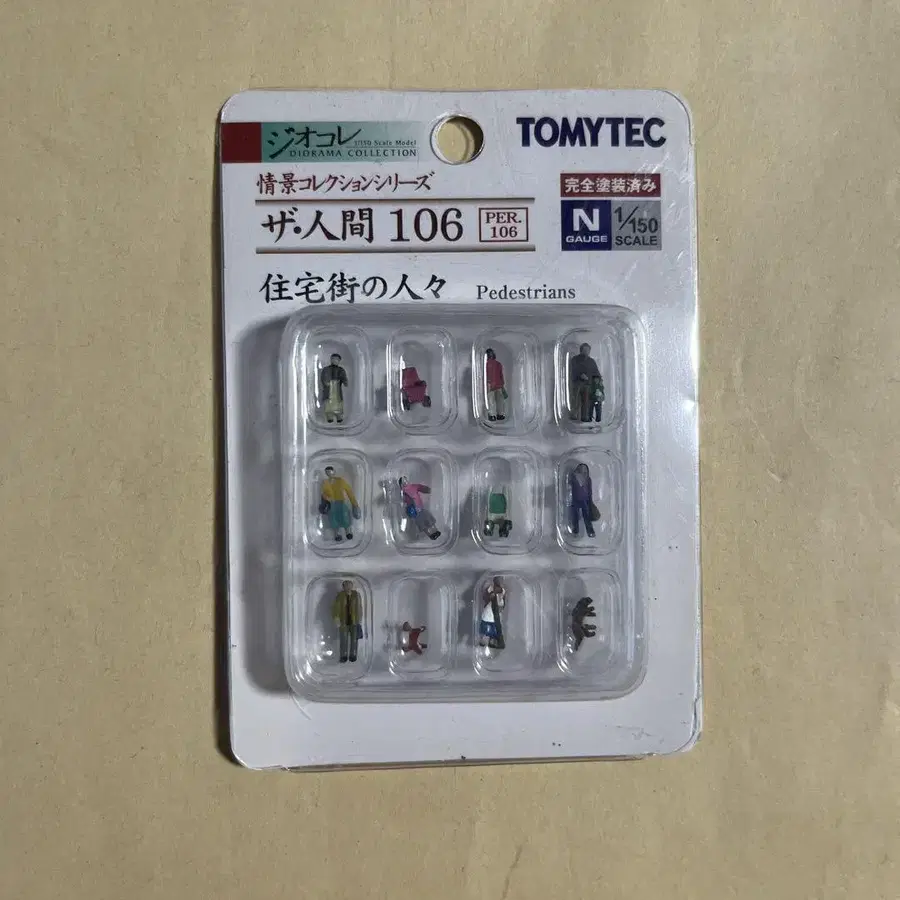 ジオコレ
1/150 Scale Model
DIORAMA COLLECTION
TOMYTEC
情景コレクションシリーズ
ザ・人間 106
PER.
106
完全塗装済み
N
GAUGE
1/150
SCALE
住宅街の人々 Pedestrians